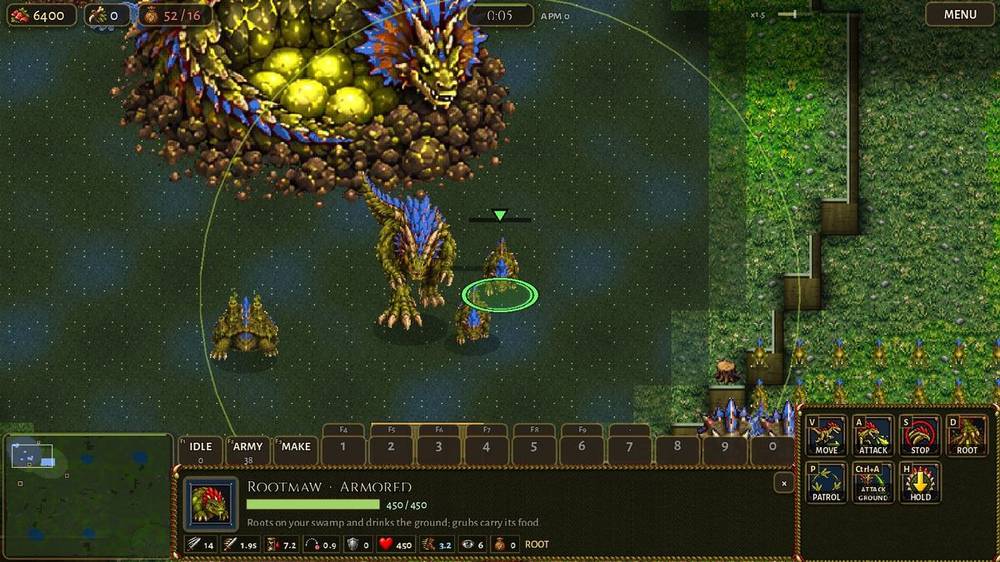 6400
0
52/16
0:05
APM 0
x1.5
MENU
V
MOVE
A
ATTACK
S
STOP
D
ROOT
P
PATROL
Ctrl+A
ATTACK GROUND
H
HOLD
F1
IDLE
0
F2
ARMY
38
MAKE
F4
1
F5
2
F6
3
F7
4
F8
5
F9
6
7
8
9
0
ROOTMAW · ARMORED
×
450/450
Roots on your swamp and drinks the ground; grubs carry its food.
14
1.95
7.2
0.9
0
450
3.2
6
0
ROOT